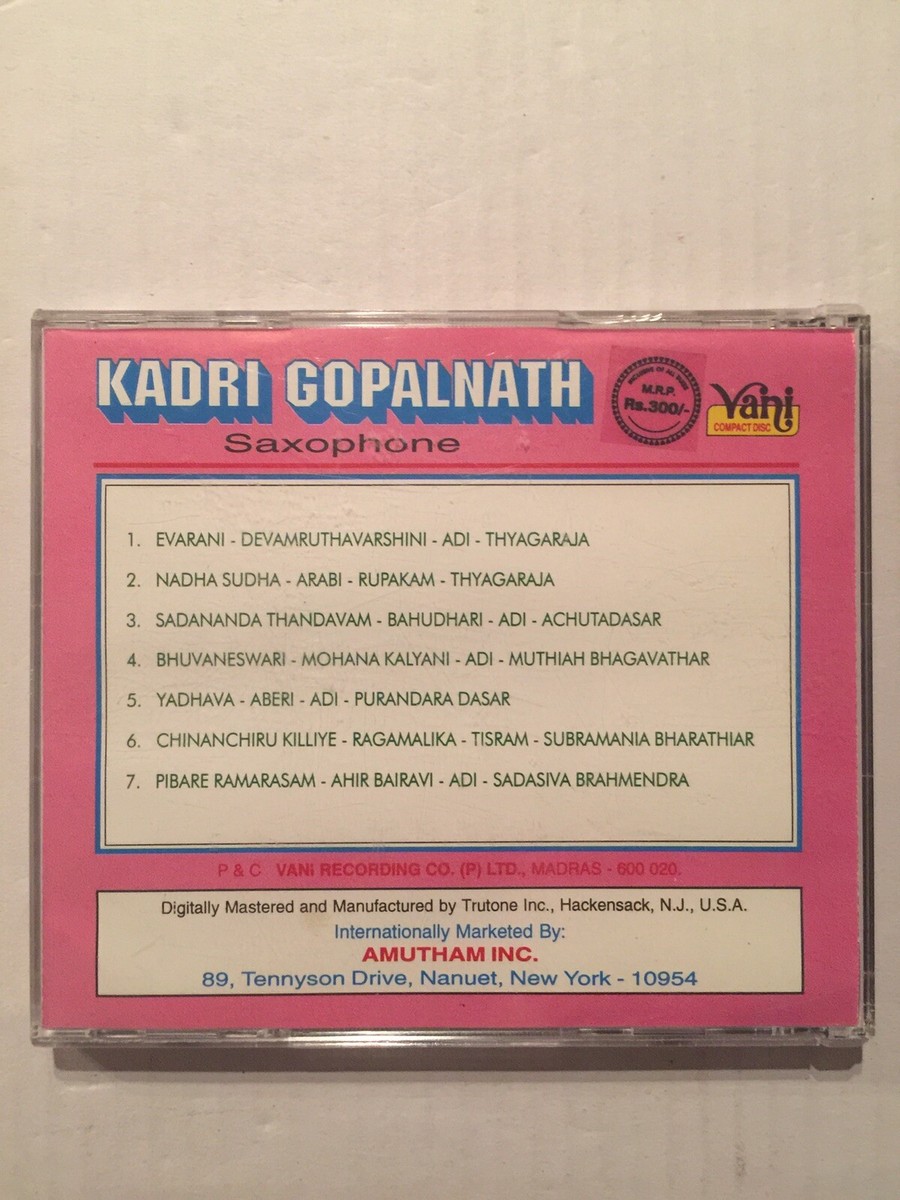 KADRI GOPALNATH
Saxophone
INCLUSIVE OF ALL TAXES
M.R.P.
Rs.300/-
Vani
COMPACT DISC
1. EVARANI - DEVAMRUTHAVARSHINI - ADI - THYAGARAJA
2. NADHA SUDHA - ARABI - RUPAKAM - THYAGARAJA
3. SADANANDA THANDAVAM - BAHUDHARI - ADI - ACHUTADASAR
4. BHUVANESWARI - MOHANA KALYANI - ADI - MUTHIAH BHAGAVATHAR
5. YADHAVA - ABERI - ADI - PURANDARA DASAR
6. CHINANCHIRU KILLIYE - RAGAMALIKA - TISRAM - SUBRAMANIA BHARATHIAR
7. PIBARE RAMARASAM - AHIR BAIRAVI - ADI - SADASIVA BRAHMENDRA
P & C VANI RECORDING CO. (P) LTD., MADRAS - 600 020.
Digitally Mastered and Manufactured by Trutone Inc., Hackensack, N.J., U.S.A.
Internationally Marketed By:
AMUTHAM INC.
89, Tennyson Drive, Nanuet, New York - 10954